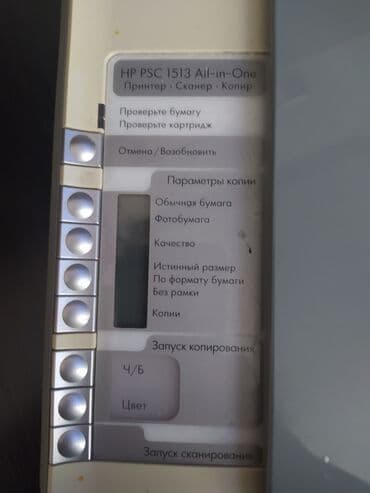 HP PSC 1513 All-in-One
Принтер · Сканер · Копир
Проверьте бумагу
Проверьте картридж
Отмена/Возобновить
Параметры копии
Обычная бумага
Фотобумага
Качество
Истинный размер
По формату бумаги
Без рамки
Копии
Запуск копирования
Ч/Б
Цвет
Запуск сканирования